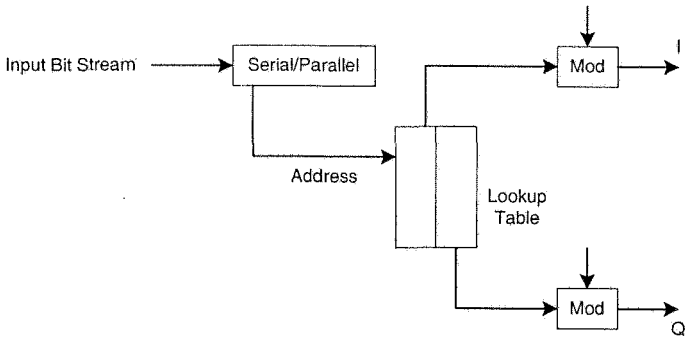 Input Bit Stream
Serial/Parallel
Mod
I
Address
Lookup
Table
Mod
Q